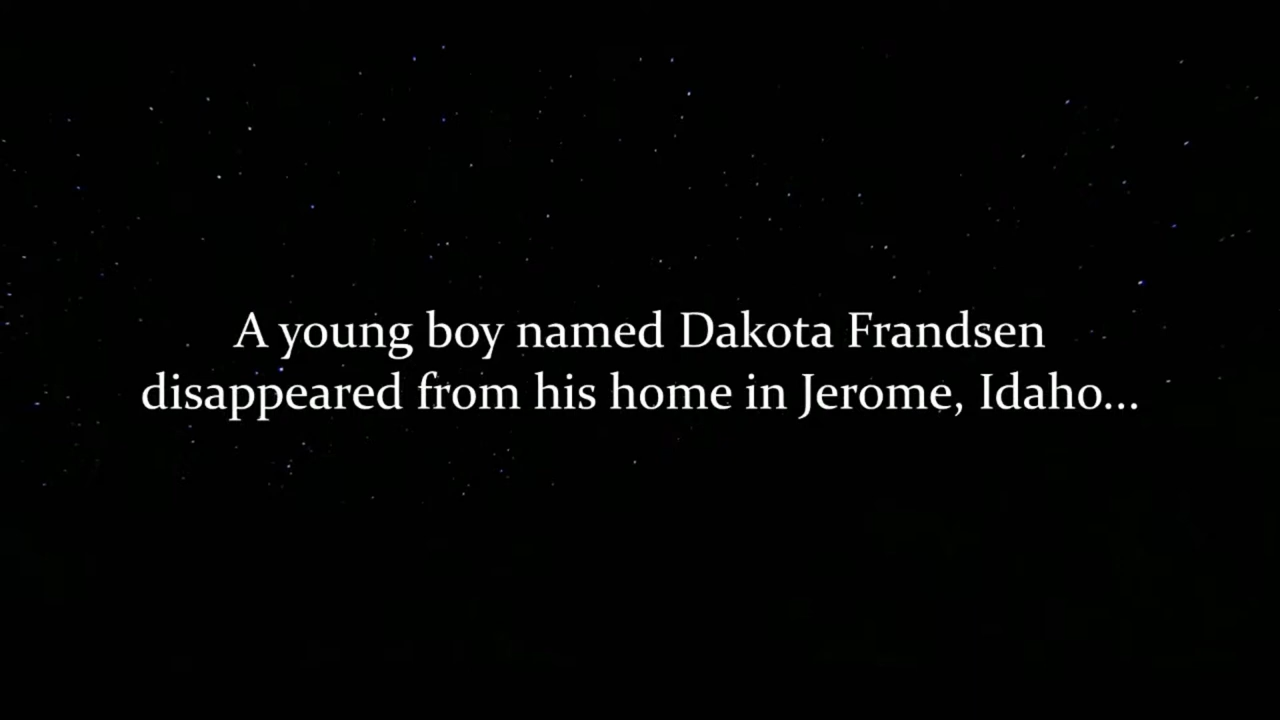 A young boy named Dakota Frandsen
disappeared from his home in Jerome, Idaho...